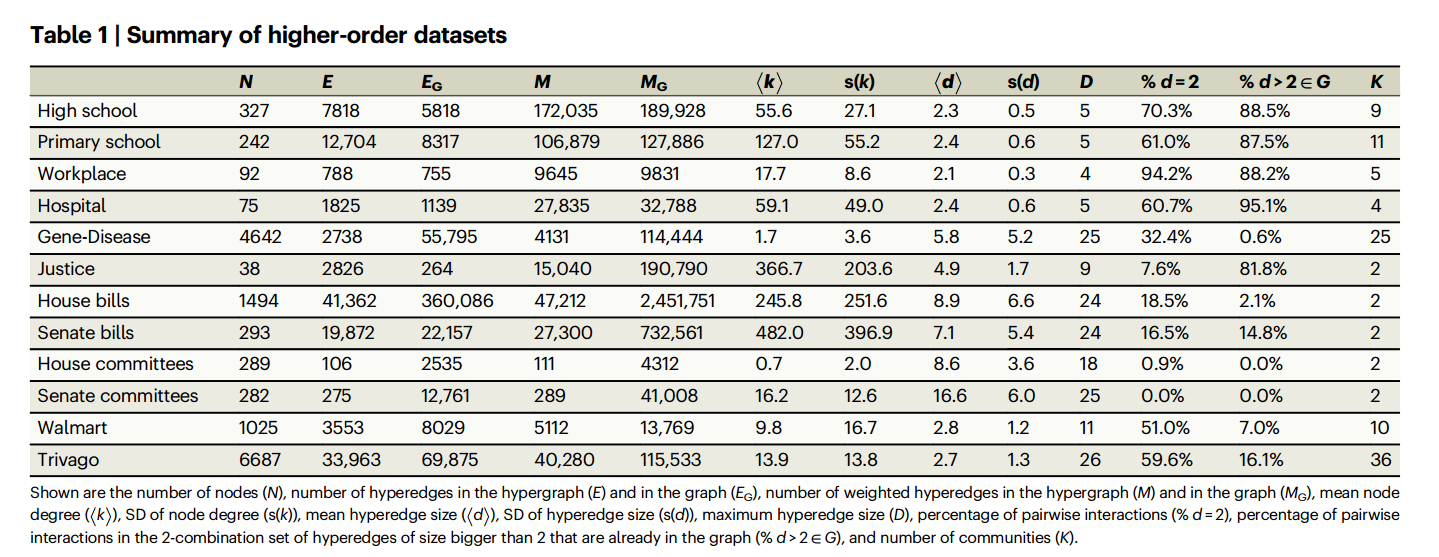 Table 1 | Summary of higher-order datasets
N E E_G M M_G ⟨k⟩ s(k) ⟨d⟩ s(d) D % d = 2 % d > 2 ∈ G K
High school 327 7818 5818 172,035 189,928 55.6 27.1 2.3 0.5 5 70.3% 88.5% 9
Primary school 242 12,704 8317 106,879 127,886 127.0 55.2 2.4 0.6 5 61.0% 87.5% 11
Workplace 92 788 755 9645 9831 17.7 8.6 2.1 0.3 4 94.2% 88.2% 5
Hospital 75 1825 1139 27,835 32,788 59.1 49.0 2.4 0.6 5 60.7% 95.1% 4
Gene-Disease 4642 2738 55,795 4131 114,444 1.7 3.6 5.8 5.2 25 32.4% 0.6% 25
Justice 38 2826 264 15,040 190,790 366.7 203.6 4.9 1.7 9 7.6% 81.8% 2
House bills 1494 41,362 360,086 47,212 2,451,751 245.8 251.6 8.9 6.6 24 18.5% 2.1% 2
Senate bills 293 19,872 22,157 27,300 732,561 482.0 396.9 7.1 5.4 24 16.5% 14.8% 2
House committees 289 106 2535 111 4312 0.7 2.0 8.6 3.6 18 0.9% 0.0% 2
Senate committees 282 275 12,761 289 41,008 16.2 12.6 16.6 6.0 25 0.0% 0.0% 2
Walmart 1025 3553 8029 5112 13,769 9.8 16.7 2.8 1.2 11 51.0% 7.0% 10
Trivago 6687 33,963 69,875 40,280 115,533 13.9 13.8 2.7 1.3 26 59.6% 16.1% 36
Shown are the number of nodes (N), number of hyperedges in the hypergraph (E) and in the graph (E_G), number of weighted hyperedges in the hypergraph (M) and in the graph (M_G), mean node
degree (⟨k⟩), SD of node degree (s(k)), mean hyperedge size (⟨d⟩), SD of hyperedge size (s(d)), maximum hyperedge size (D), percentage of pairwise interactions (% d = 2), percentage of pairwise
interactions in the 2-combination set of hyperedges of size bigger than 2 that are already in the graph (% d > 2 ∈ G), and number of communities (K).